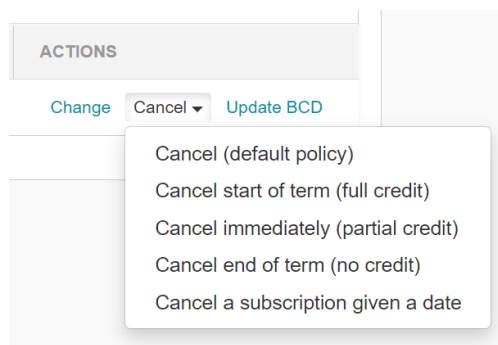 ACTIONS
Change Cancel Update BCD
Cancel (default policy)
Cancel start of term (full credit)
Cancel immediately (partial credit)
Cancel end of term (no credit)
Cancel a subscription given a date